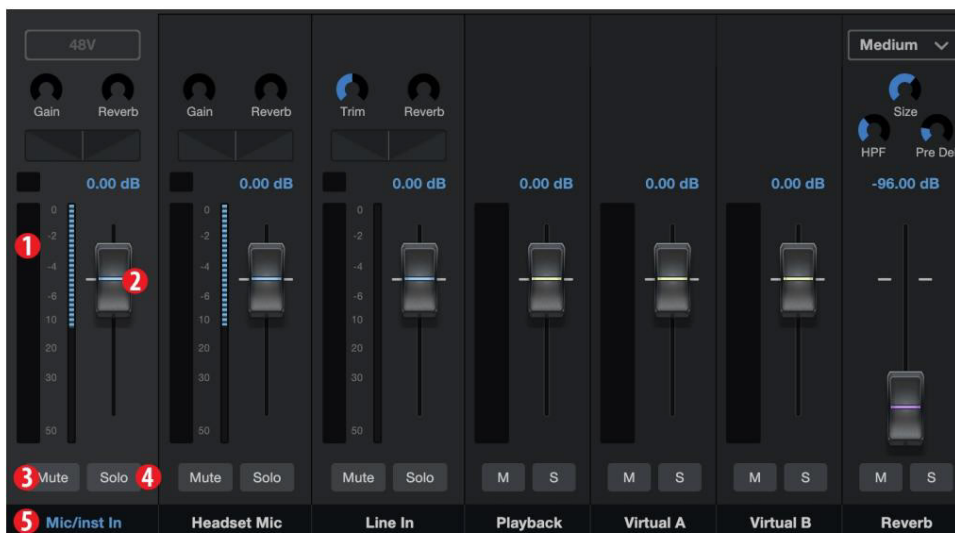 48V
Medium
Gain Reverb Gain Reverb Trim Reverb
Size
HPF Pre De
0.00 dB 0.00 dB 0.00 dB 0.00 dB 0.00 dB 0.00 dB -96.00 dB
0 0 0
1 -2 -2 -2
-4 -4 -4
2
-6 -6 -6
10 10 10
20 20 20
30 30 30
50 50 50
3 Mute Solo 4 Mute Solo Mute Solo M S M S M S M S
5 Mic/inst In Headset Mic Line In Playback Virtual A Virtual B Reverb